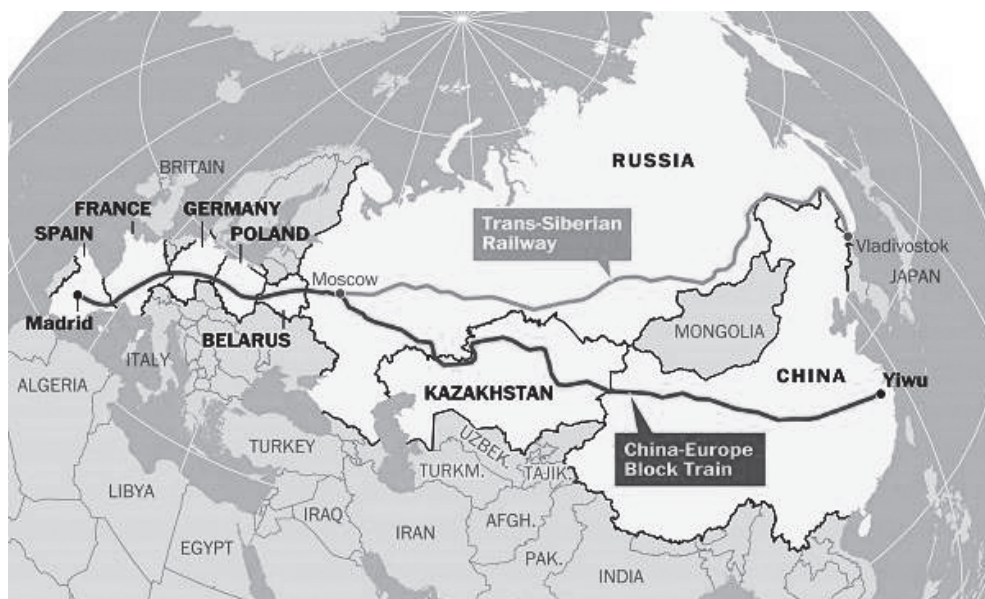 RUSSIA
BRITAIN
FRANCE
GERMANY
SPAIN
POLAND
Trans-Siberian
Railway
Vladivostok
Moscow
JAPAN
Madrid
MONGOLIA
BELARUS
ITALY
CHINA
Yiwu
ALGERIA
KAZAKHSTAN
UZBEK.
TURKEY
China-Europe
Block Train
TURKM.
TAJIK.
LIBYA
IRAQ
AFGH.
IRAN
EGYPT
PAK.
INDIA